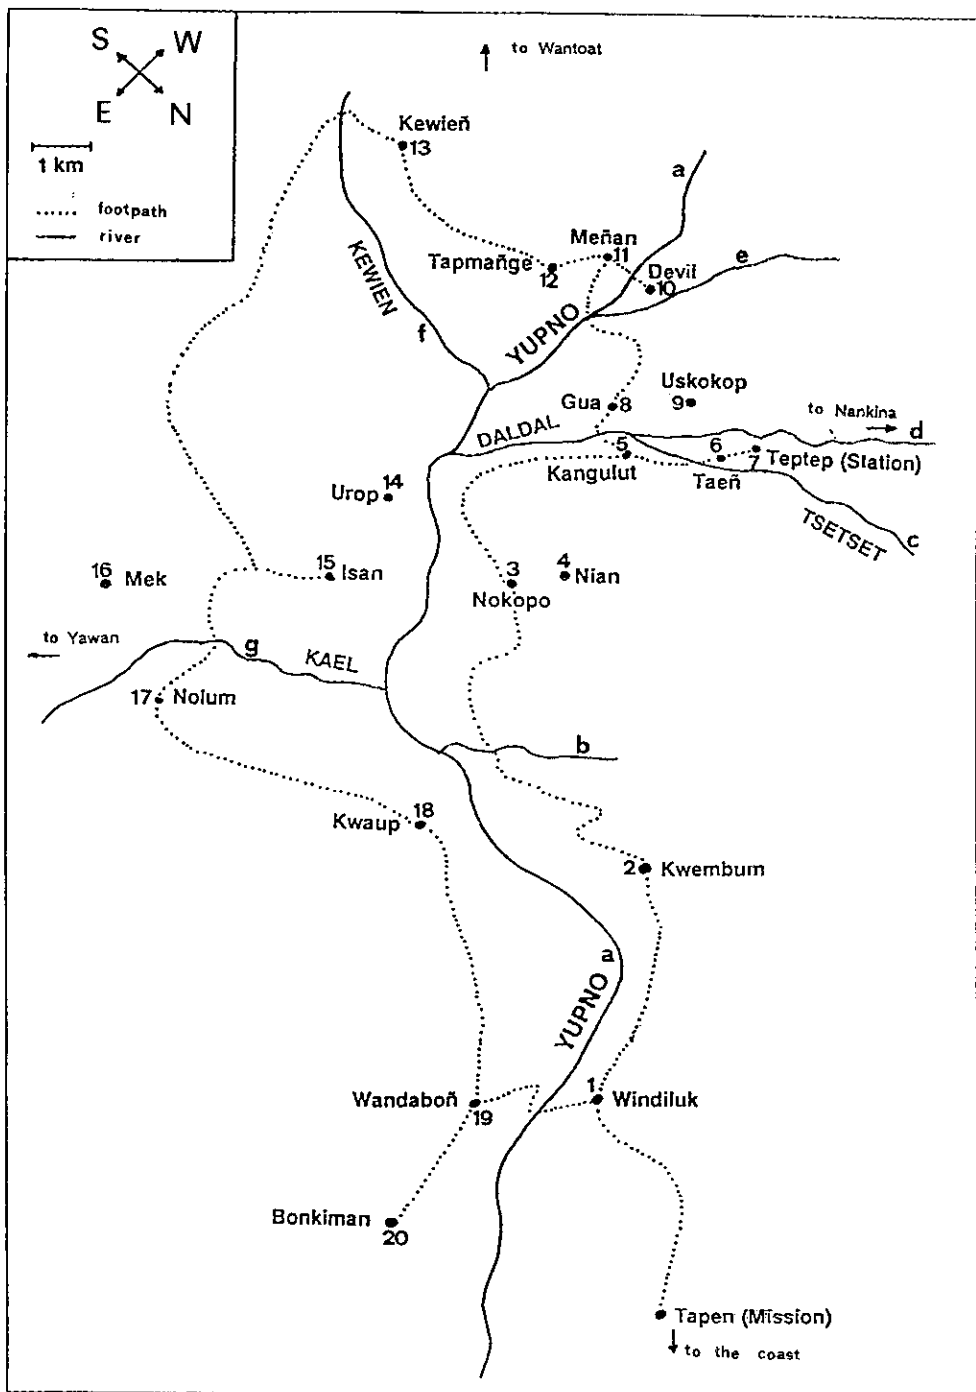 S W
E N
1 km
footpath
river
to Wantoat
Kewieñ
13
a
Meñan
11
e
Tapmañge
12
Devil
10
KEWIEN
f
YUPNO
Uskokop
Gua 8
9
to Nankina
d
DALDAL
5
6
7
Kangulut
Taeñ
Teptep (Station)
TSETSET
c
14
Urop
16
Mek
15
Isan
3
Nokopo
4
Nian
to Yawan
g
KAEL
17 Nolum
b
18
Kwaup
2 Kwembum
a
YUPNO
Wandaboñ
19
1
Windiluk
Bonkiman
20
Tapen (Mission)
to the coast